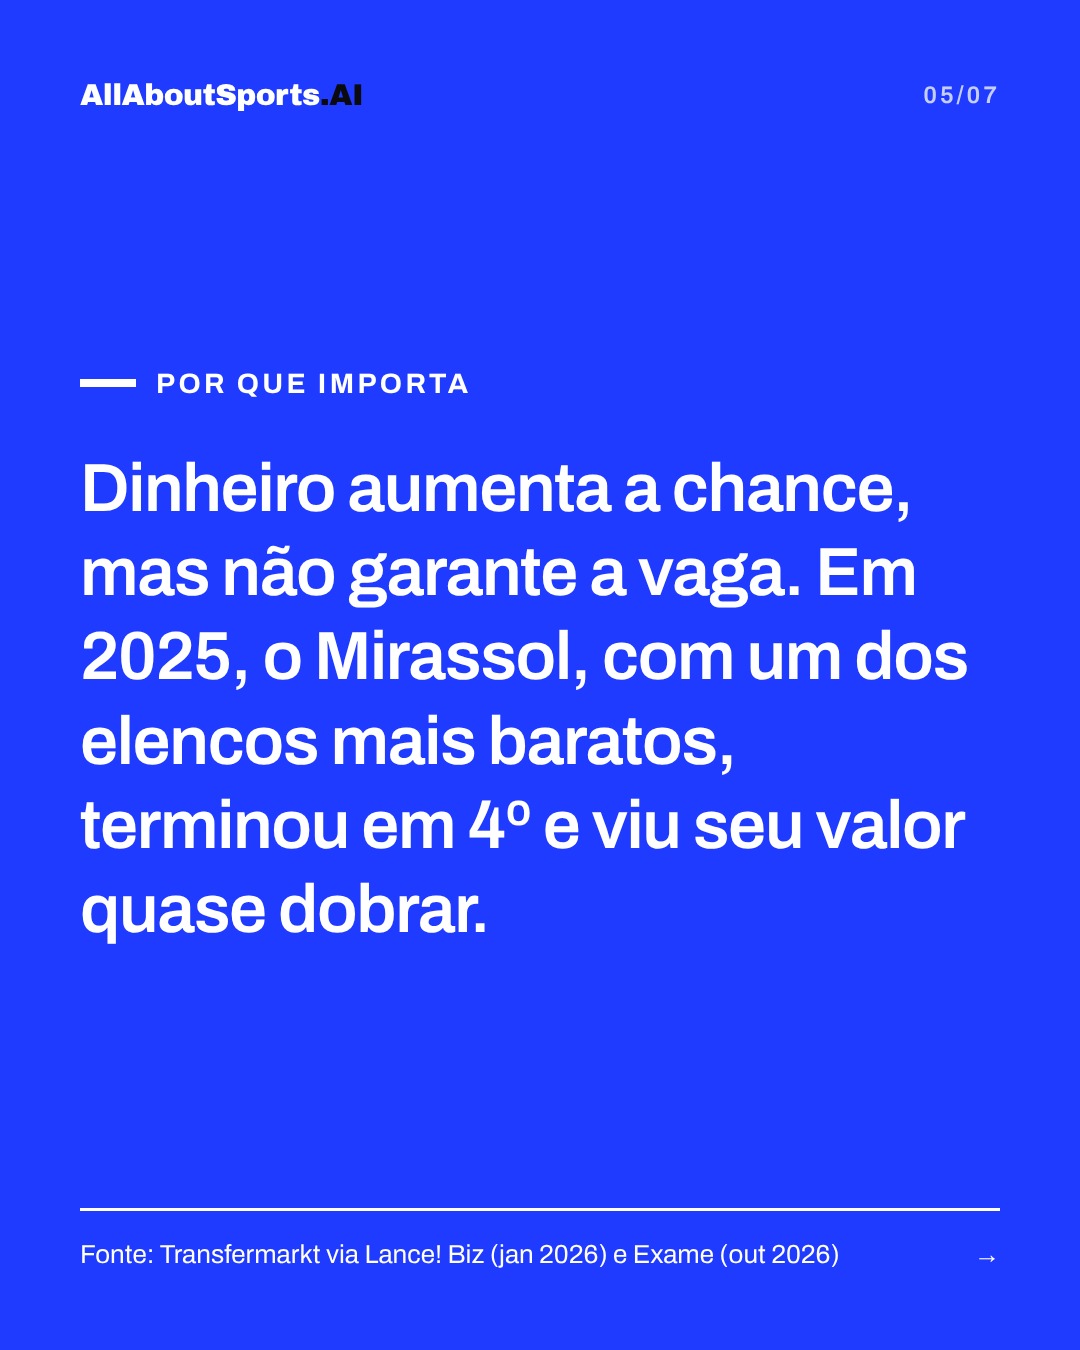 AllAboutSports.AI
05/07
POR QUE IMPORTA
Dinheiro aumenta a chance,
mas não garante a vaga. Em
2025, o Mirassol, com um dos
elencos mais baratos,
terminou em 4º e viu seu valor
quase dobrar.
Fonte: Transfermarkt via Lance! Biz (jan 2026) e Exame (out 2026)
→